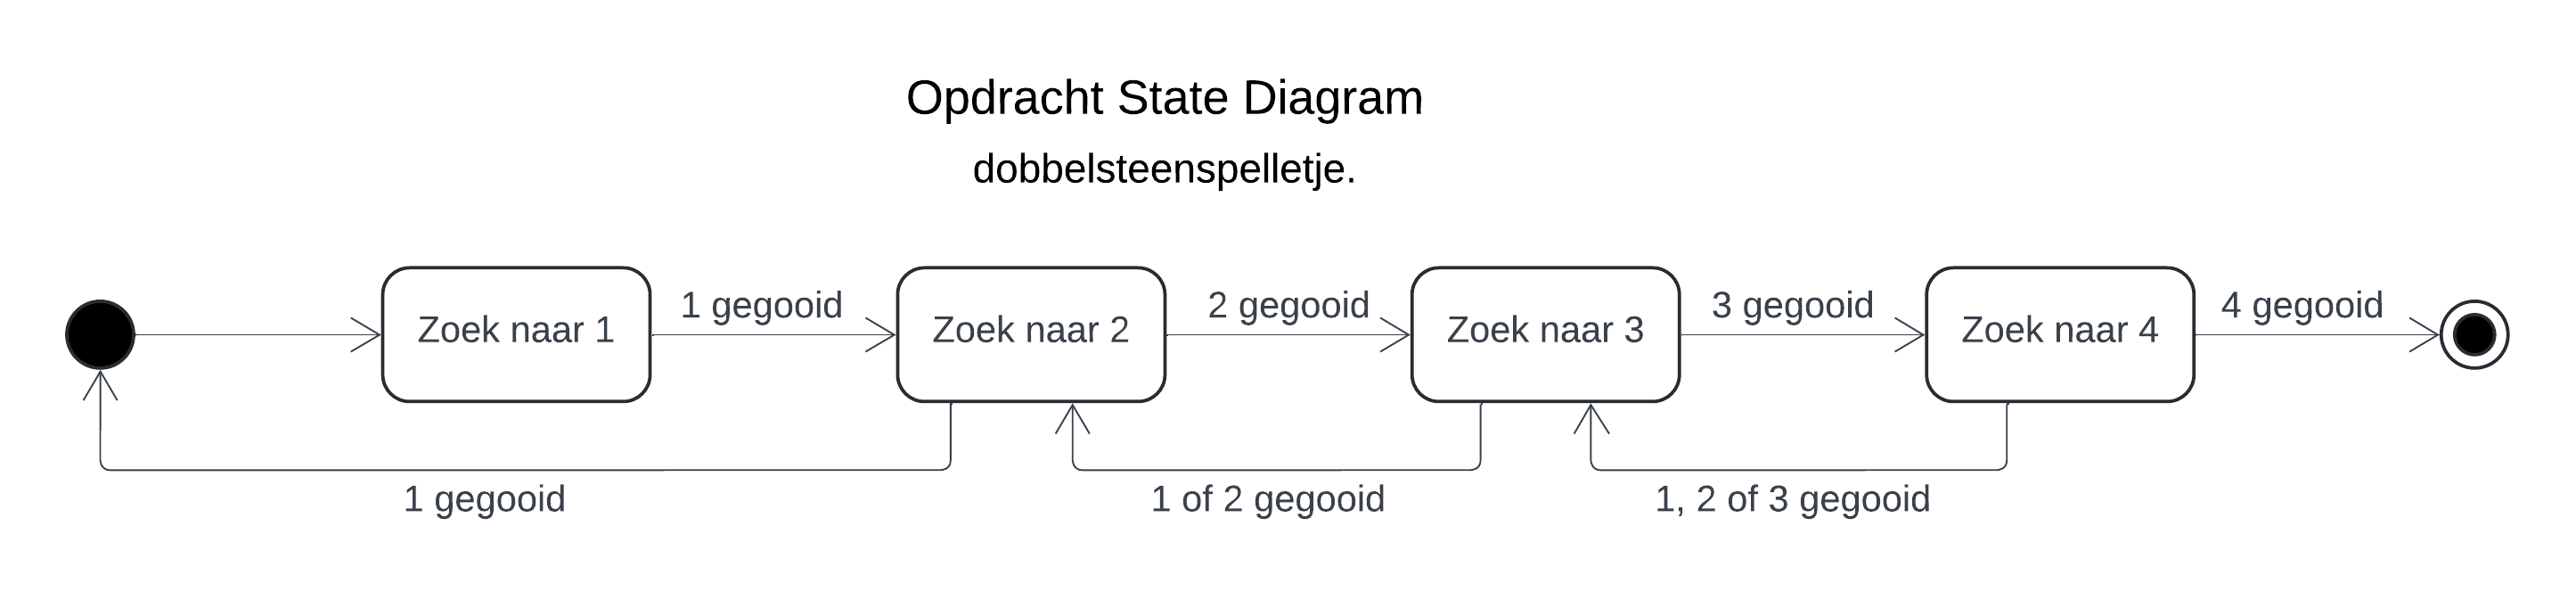 Opdracht State Diagram
dobbelsteenspelletje.
Zoek naar 1
1 gegooid
Zoek naar 2
2 gegooid
Zoek naar 3
3 gegooid
Zoek naar 4
4 gegooid
1 gegooid
1 of 2 gegooid
1, 2 of 3 gegooid